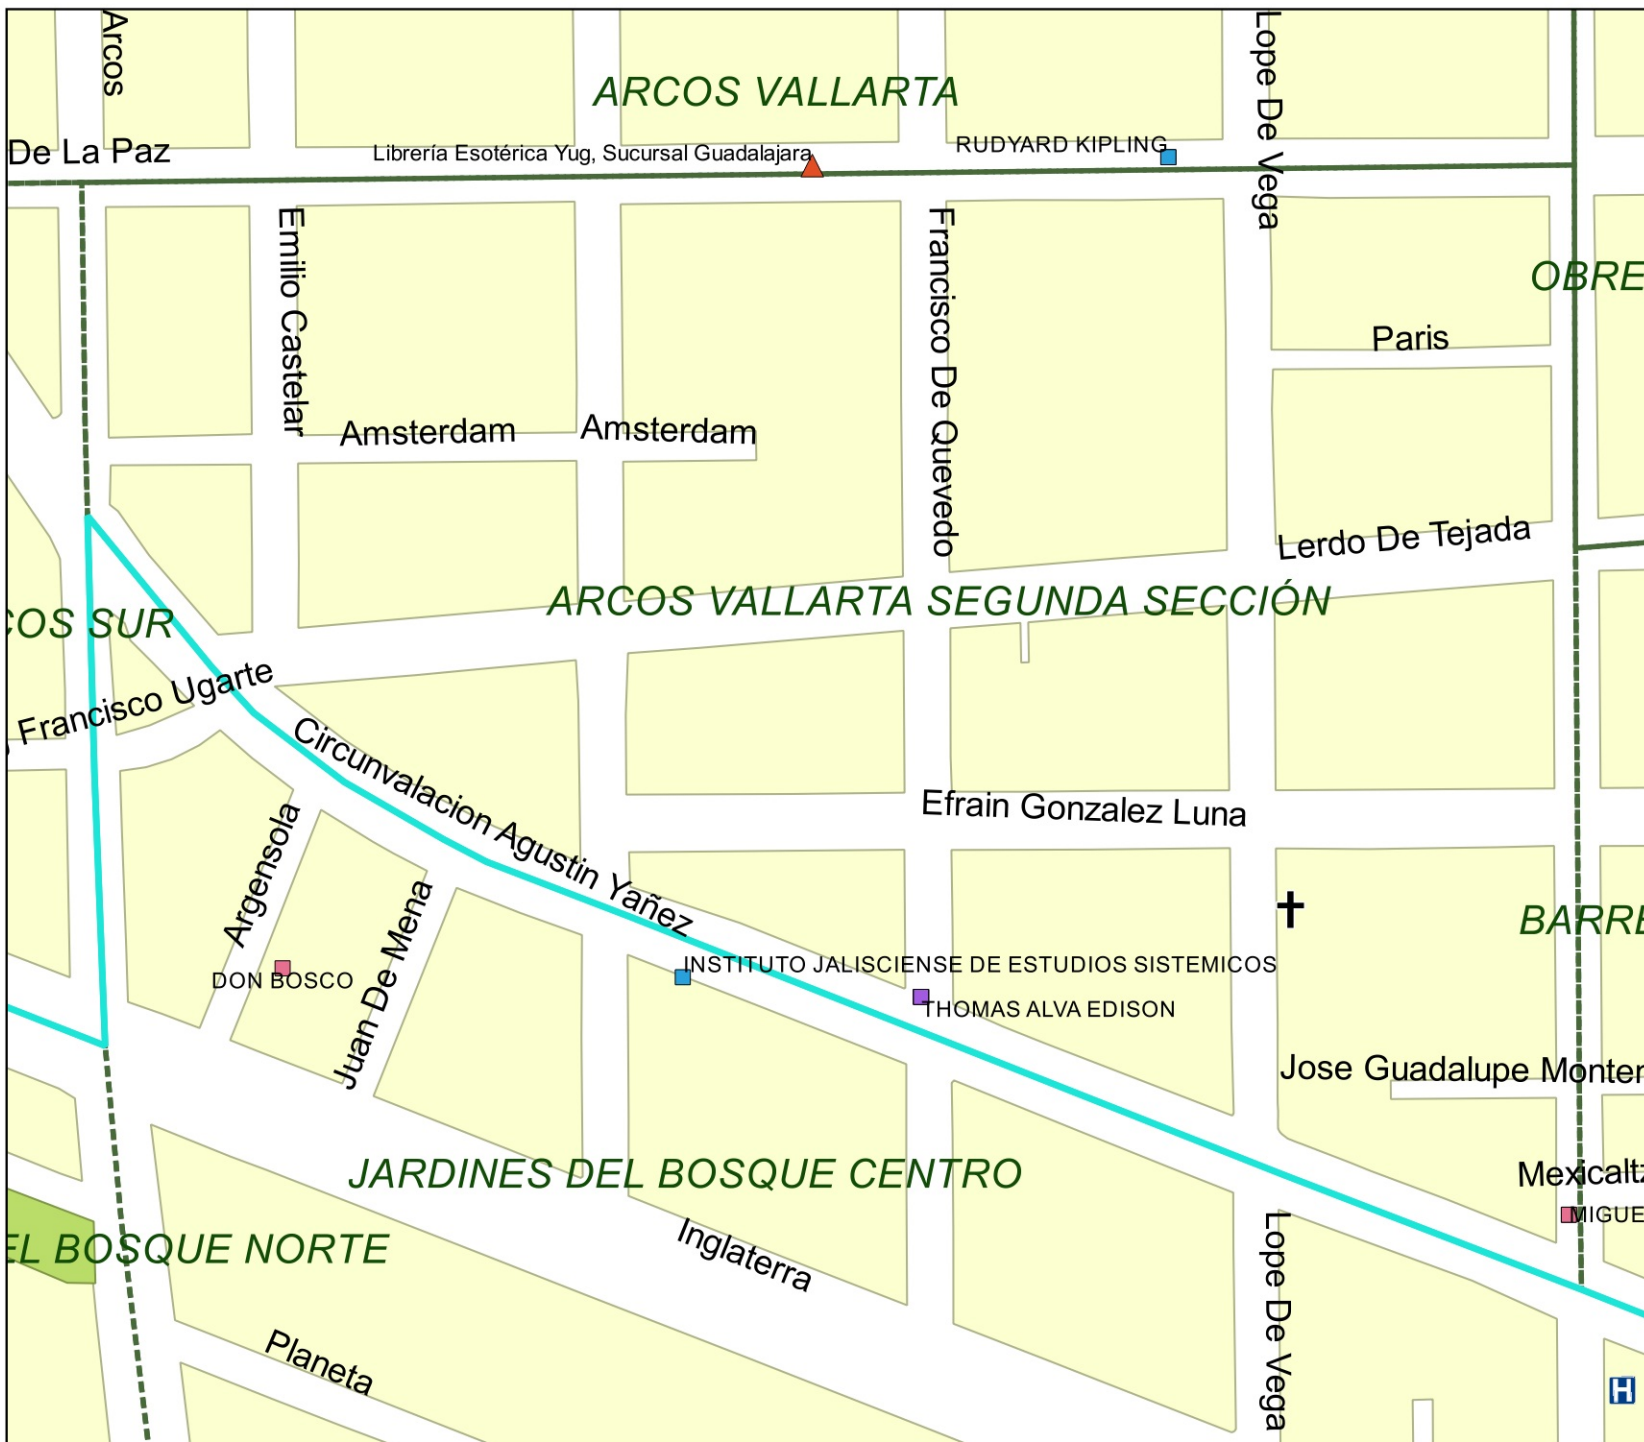 Arcos
Lope De Vega
ARCOS VALLARTA
De La Paz
Librería Esotérica Yug, Sucursal Guadalajara
RUDYARD KIPLING
Emilio Castelar
Francisco De Quevedo
OBRE
Paris
Amsterdam
Amsterdam
Lerdo De Tejada
ARCOS VALLARTA SEGUNDA SECCIÓN
COS SUR
Francisco Ugarte
Circunvalacion Agustin Yañez
Efrain Gonzalez Luna
Argensola
Juan De Mena
BARRE
DON BOSCO
INSTITUTO JALISCIENSE DE ESTUDIOS SISTEMICOS
THOMAS ALVA EDISON
Jose Guadalupe Monter
JARDINES DEL BOSQUE CENTRO
Mexicaltz
MIGUE
EL BOSQUE NORTE
Inglaterra
Lope De Vega
Planeta
H